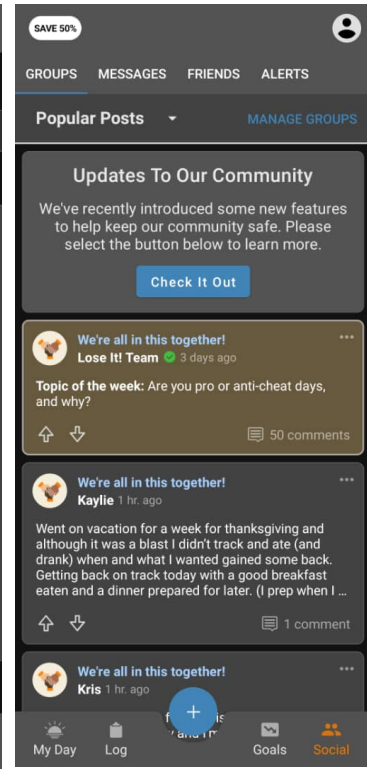 SAVE 50%
GROUPS MESSAGES FRIENDS ALERTS
Popular Posts MANAGE GROUPS
Updates To Our Community
We've recently introduced some new features
to help keep our community safe. Please
select the button below to learn more.
Check It Out
We're all in this together!
Lose It! Team 3 days ago
Topic of the week: Are you pro or anti-cheat days,
and why?
50 comments
We're all in this together!
Kaylie 1 hr. ago
Went on vacation for a week for thanksgiving and
although it was a blast I didn't track and ate (and
drank) when and what I wanted gained some back.
Getting back on track today with a good breakfast
eaten and a dinner prepared for later. (I prep when I ...
1 comment
We're all in this together!
Kris 1 hr. ago
My Day Log Goals Social